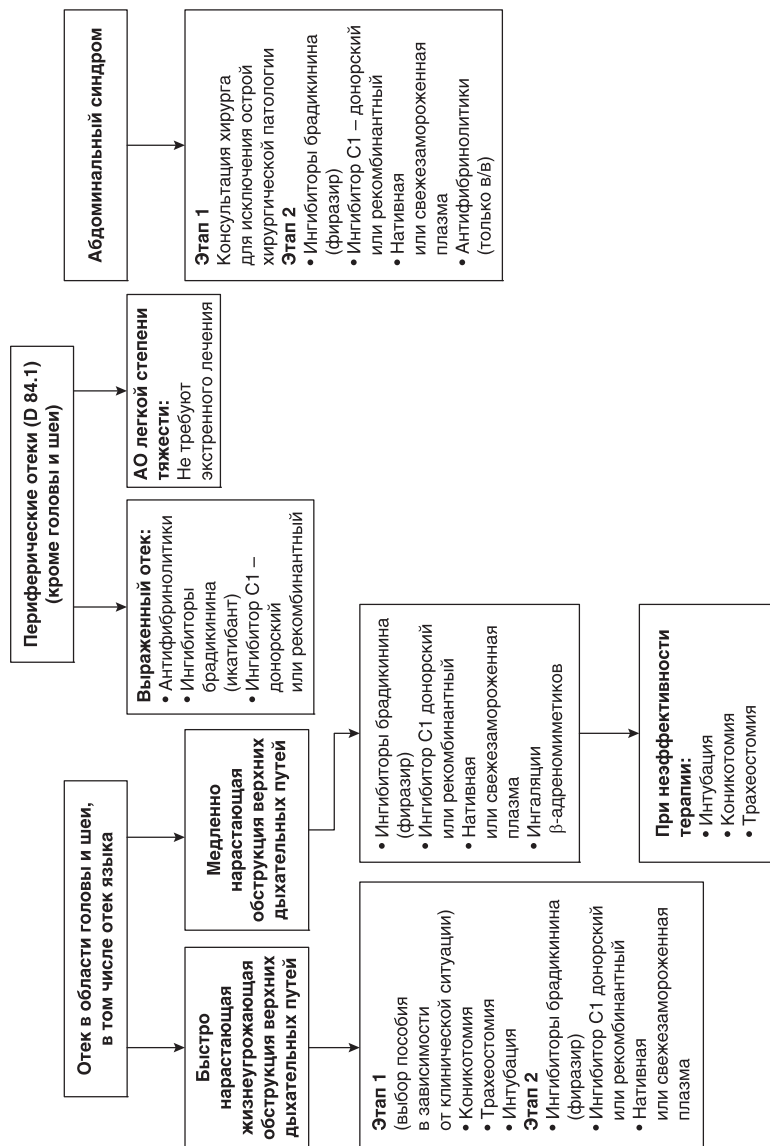 Отек в области головы и шеи,
в том числе отек языка
Быстро
нарастающая
жизнеугрожающая
обструкция верхних
дыхательных путей
Этап 1
(выбор пособия
в зависимости
от клинической ситуации)
• Коникотомия
• Трахеостомия
• Интубация
Этап 2
• Ингибиторы брадикинина
(фиразир)
• Ингибитор С1 донорский
или рекомбинантный
• Нативная
или свежезамороженная
плазма
Медленно
нарастающая
обструкция верхних
дыхательных путей
• Ингибиторы брадикинина
(фиразир)
• Ингибитор С1 донорский
или рекомбинантный
• Нативная
или свежезамороженная
плазма
• Ингаляции
β-адреномиметиков
При неэффективности
терапии:
• Интубация
• Коникотомия
• Трахеостомия
Периферические отеки (D 84.1)
(кроме головы и шеи)
Выраженный отек:
• Антифибринолитики
• Ингибиторы
брадикинина
(икатибант)
• Ингибитор С1 –
донорский
или рекомбинантный
АО легкой степени
тяжести:
Не требуют
экстренного лечения
Абдоминальный синдром
Этап 1
Консультация хирурга
для исключения острой
хирургической патологии
Этап 2
• Ингибиторы брадикинина
(фиразир)
• Ингибитор С1 – донорский
или рекомбинантный
• Нативная
или свежезамороженная
плазма
• Антифибринолитики
(только в/в)